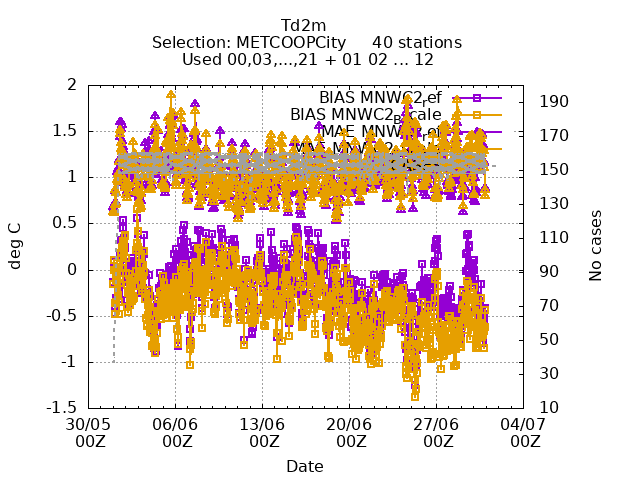 Td2m
Selection: METCOOPCity     40 stations
Used 00,03,...,21 + 01 02 ... 12
BIAS MNWC2_ref
BIAS MNWC2_scale
MAE MNWC2_ref
MAE MNWC2
deg C
2
1.5
1
0.5
0
-0.5
-1
-1.5
No cases
190
170
150
130
110
90
70
50
30
10
30/05 06/06 13/06 20/06 27/06 04/07
00Z 00Z 00Z 00Z 00Z 00Z
Date